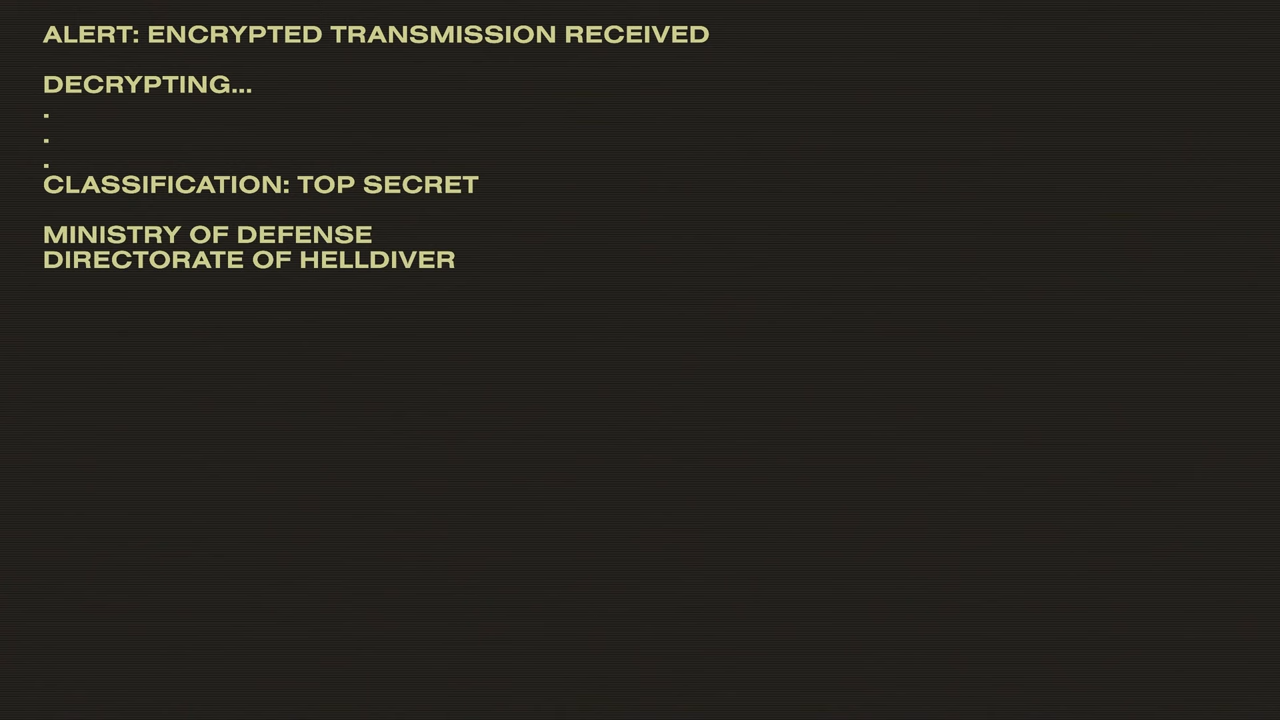 ALERT: ENCRYPTED TRANSMISSION RECEIVED
DECRYPTING...
.
.
.
CLASSIFICATION: TOP SECRET
MINISTRY OF DEFENSE
DIRECTORATE OF HELLDIVER